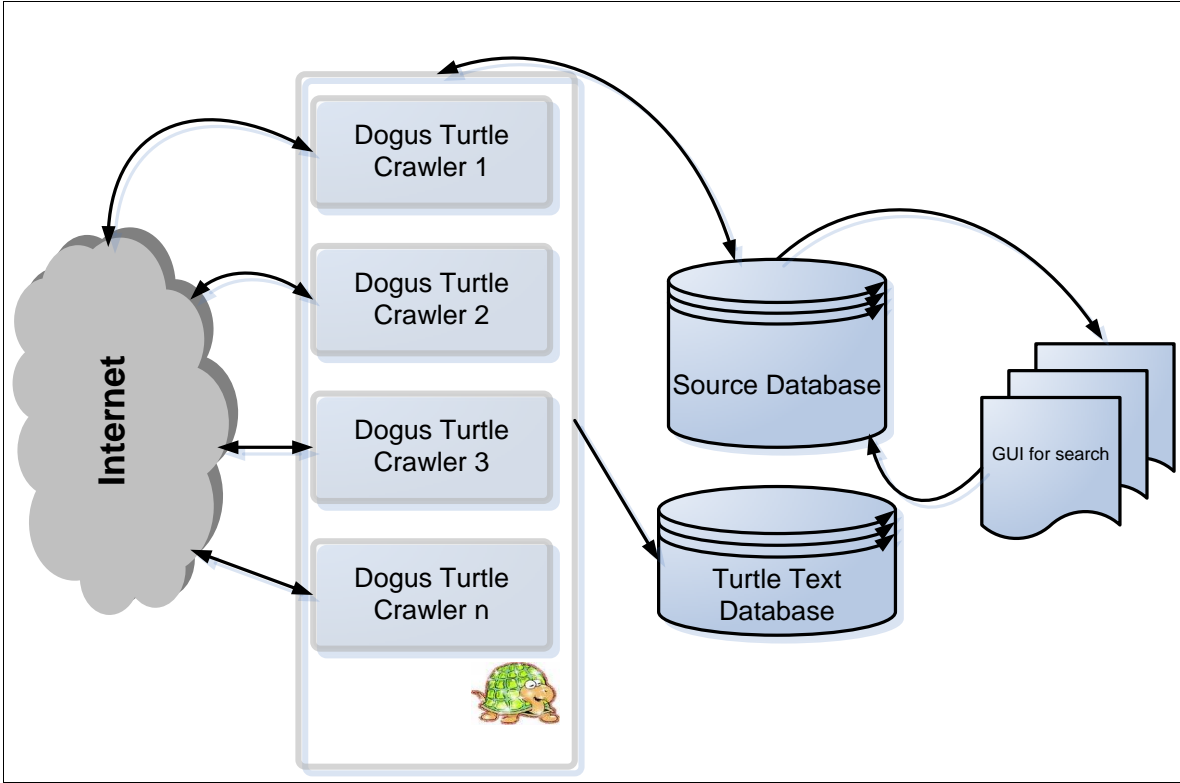 Internet
Dogus Turtle
Crawler 1
Dogus Turtle
Crawler 2
Dogus Turtle
Crawler 3
Dogus Turtle
Crawler n
Source Database
Turtle Text
Database
GUI for search